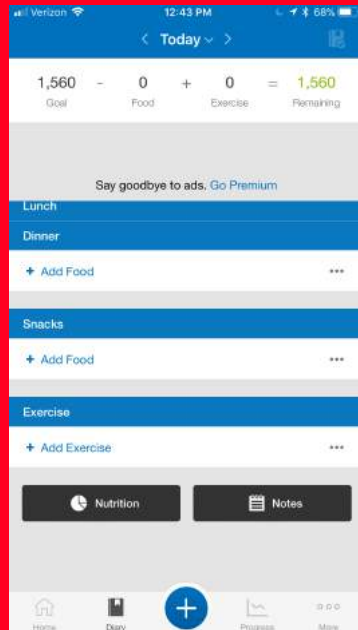 Verizon 12:43 PM 68%
Today
1,560 - 0 + 0 = 1,560
Goal Food Exercise Remaining
Say goodbye to ads. Go Premium
Lunch
Dinner
+ Add Food
Snacks
+ Add Food
Exercise
+ Add Exercise
Nutrition Notes
Home Diary Progress More